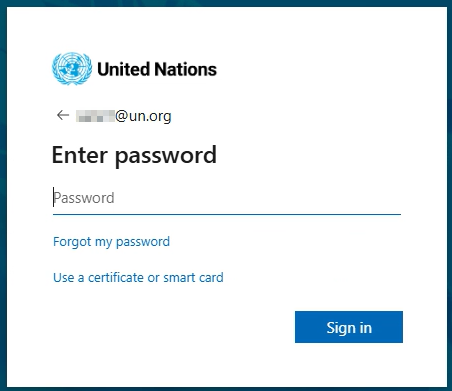 United Nations
@un.org
Enter password
Password
Forgot my password
Use a certificate or smart card
Sign in